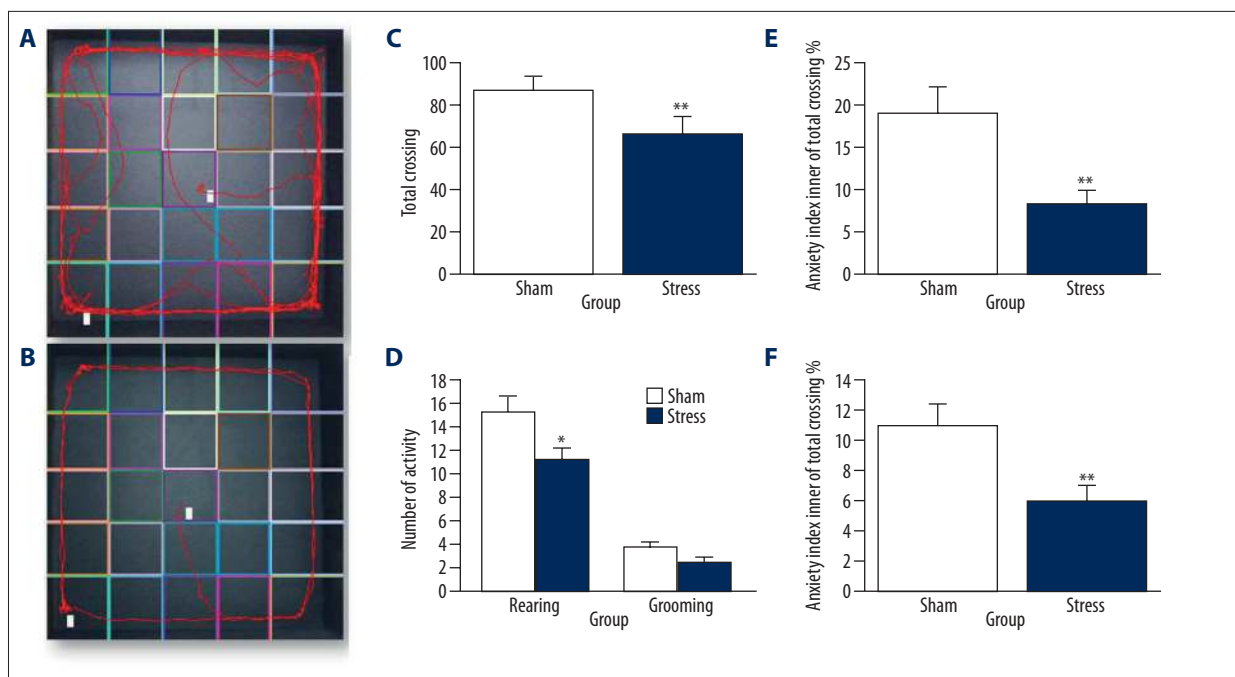 A
B
C
Total crossing
100
80
60
40
20
0
**
Sham
Stress
Group
D
Number of activity
18
16
14
12
10
8
6
4
2
0
*
Sham
Stress
Rearing
Grooming
Group
E
Anxiety index inner of total crossing %
25
20
15
10
5
0
**
Sham
Stress
Group
F
Anxiety index inner of total crossing %
14
12
10
8
6
4
2
0
**
Sham
Stress
Group